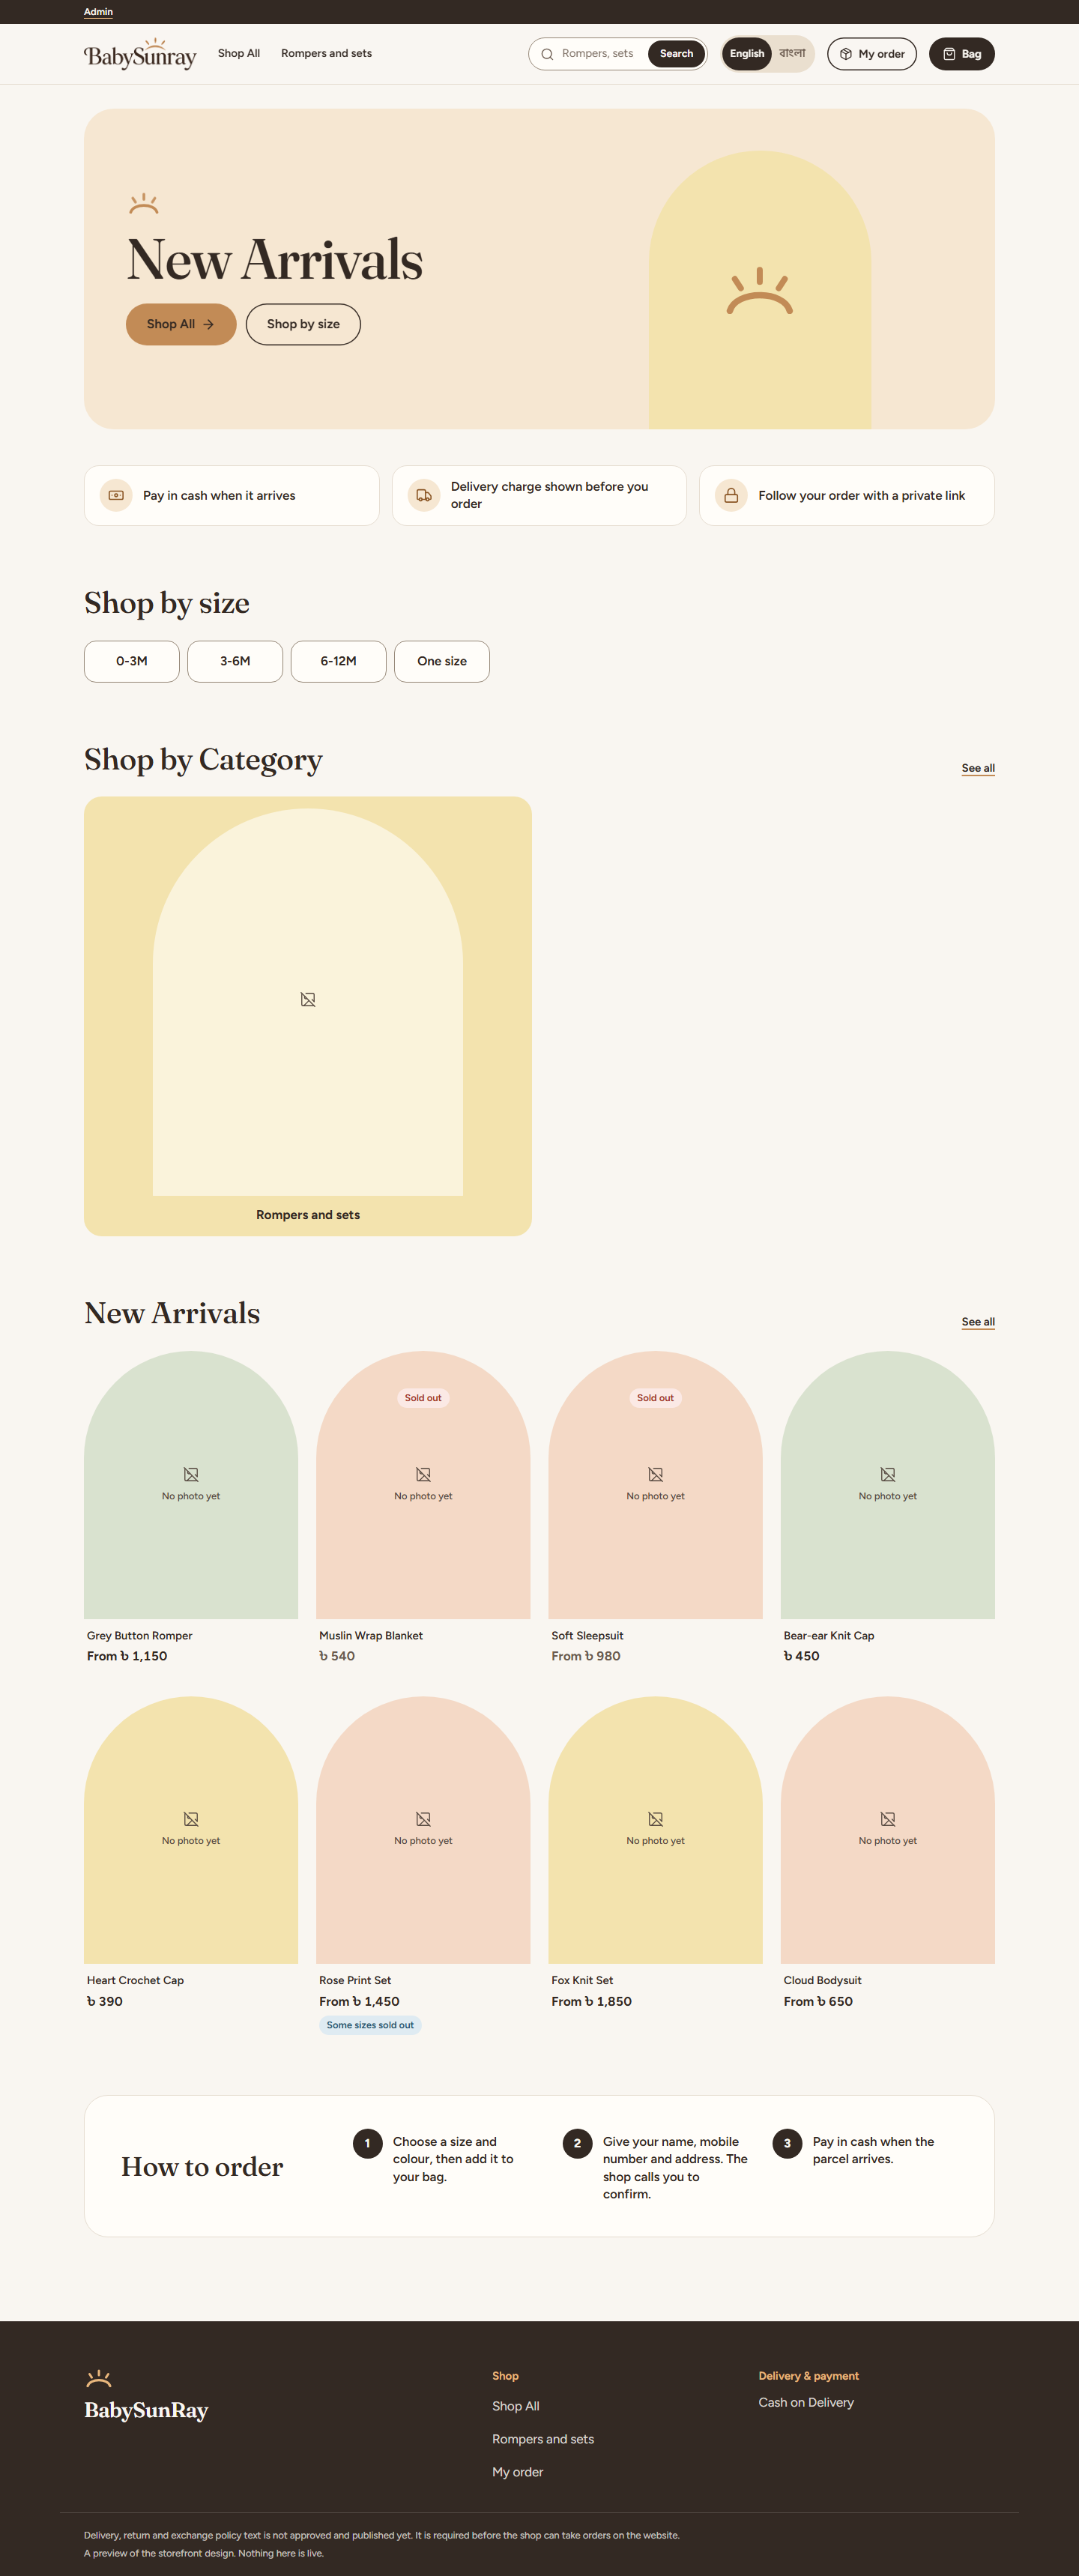 Admin
BabySunray
Shop All
Rompers and sets
Rompers, sets
Search
English
বাংলা
My order
Bag
New Arrivals
Shop All
Shop by size
Pay in cash when it arrives
Delivery charge shown before you
order
Follow your order with a private link
Shop by size
0-3M
3-6M
6-12M
One size
Shop by Category
See all
Rompers and sets
New Arrivals
See all
No photo yet
Sold out
No photo yet
Sold out
No photo yet
No photo yet
Grey Button Romper
From ৳ 1,150
Muslin Wrap Blanket
৳ 540
Soft Sleepsuit
From ৳ 980
Bear-ear Knit Cap
৳ 450
No photo yet
No photo yet
No photo yet
No photo yet
Heart Crochet Cap
৳ 390
Rose Print Set
From ৳ 1,450
Some sizes sold out
Fox Knit Set
From ৳ 1,850
Cloud Bodysuit
From ৳ 650
How to order
1
Choose a size and
colour, then add it to
your bag.
2
Give your name, mobile
number and address. The
shop calls you to
confirm.
3
Pay in cash when the
parcel arrives.
BabySunRay
Shop
Shop All
Rompers and sets
My order
Delivery & payment
Cash on Delivery
Delivery, return and exchange policy text is not approved and published yet. It is required before the shop can take orders on the website.
A preview of the storefront design. Nothing here is live.